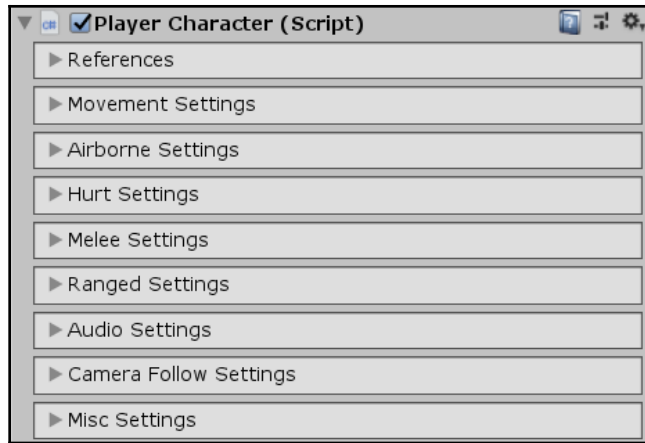 Player Character (Script)
References
Movement Settings
Airborne Settings
Hurt Settings
Melee Settings
Ranged Settings
Audio Settings
Camera Follow Settings
Misc Settings